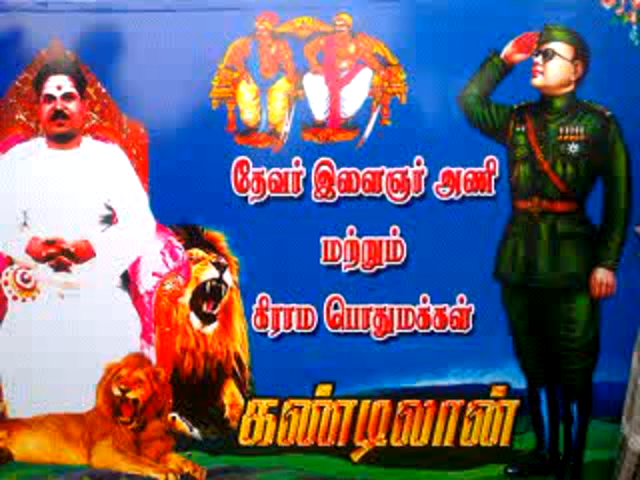 தேவர் இளைஞர் அணி
மற்றும்
கிராம பொதுமக்கள்
கண்டிலான்